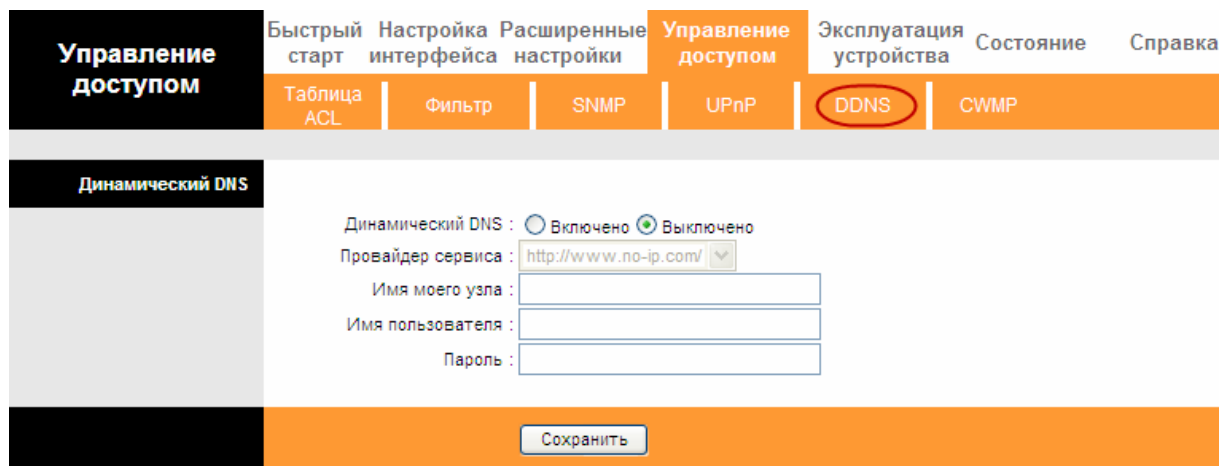 Управление доступом
Быстрый старт
Настройка интерфейса
Расширенные настройки
Управление доступом
Эксплуатация устройства
Состояние
Справка
Таблица ACL
Фильтр
SNMP
UPnP
DDNS
CWMP
Динамический DNS
Динамический DNS : Включено Выключено
Провайдер сервиса : http://www.no-ip.com/
Имя моего узла :
Имя пользователя :
Пароль :
Сохранить